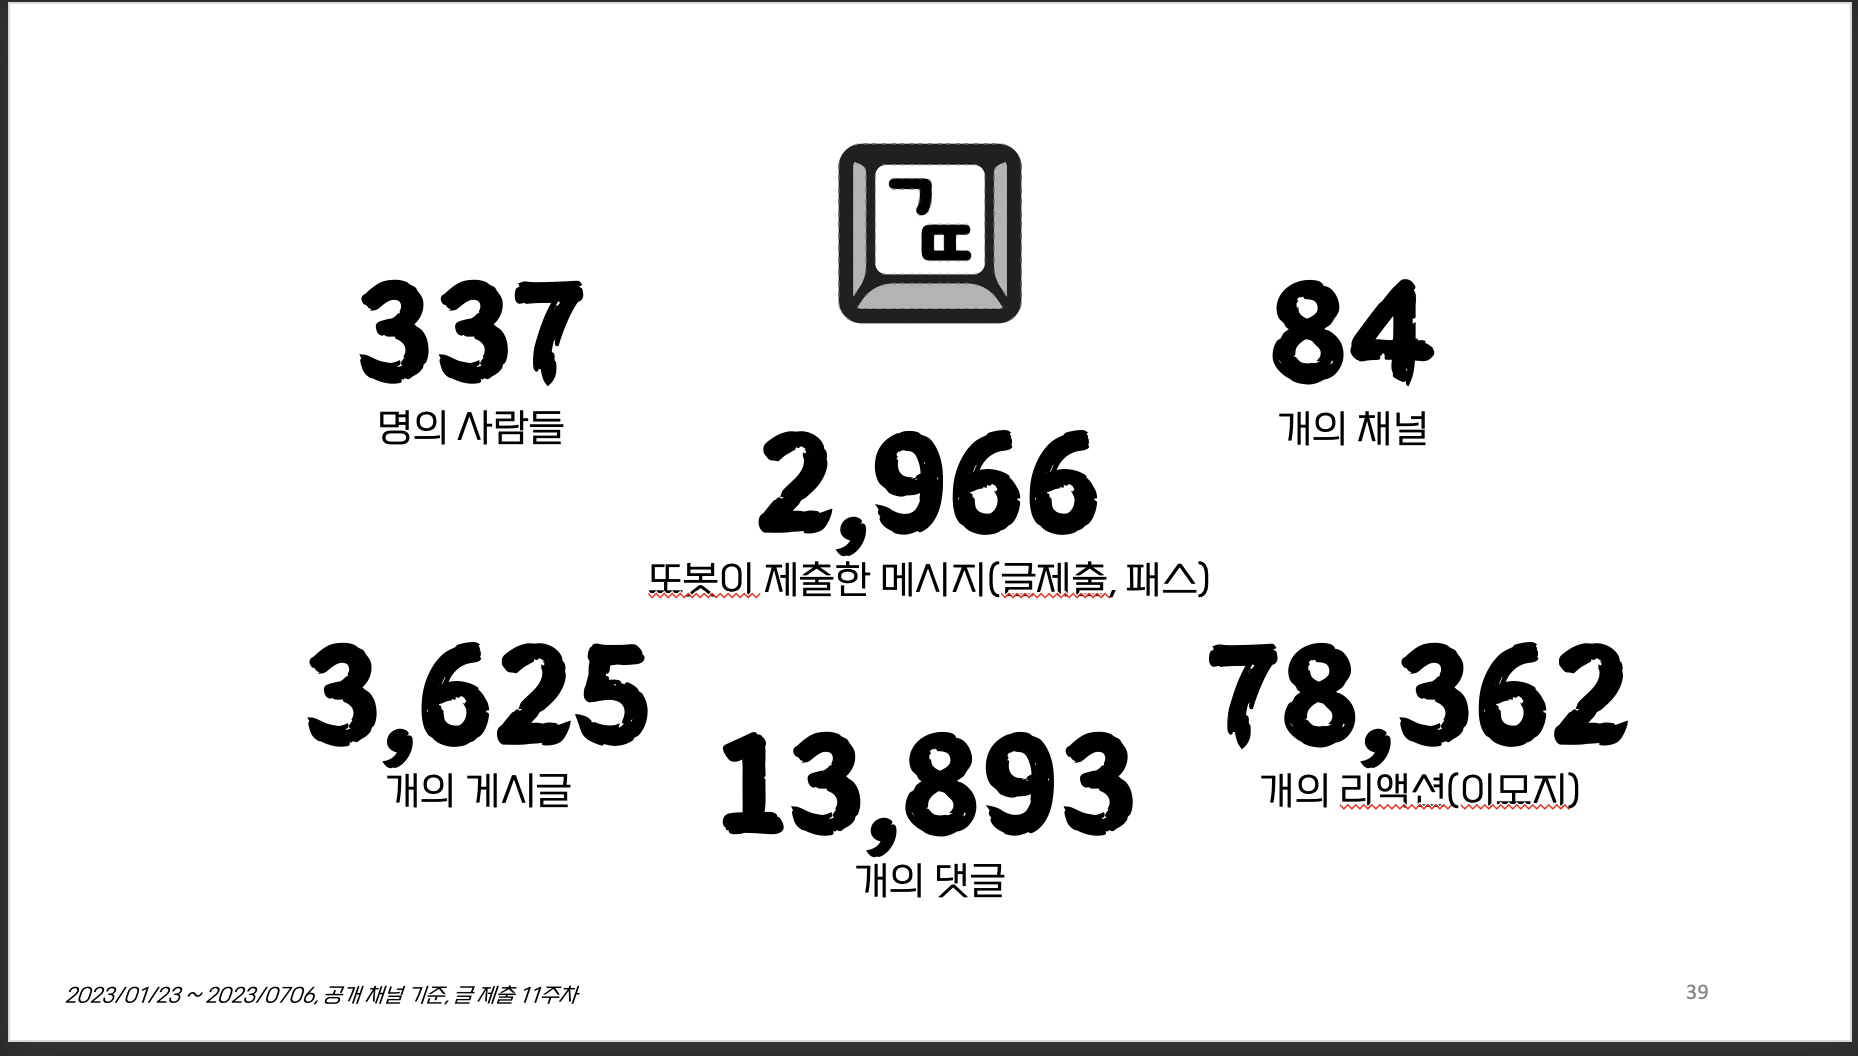 ㄱ
ㅍ
337
명의 사람들
84
개의 채널
2,966
또봇이 제출한 메시지(글제출, 패스)
3,625
개의 게시글
13,893
개의 댓글
78,362
개의 리액션(이모지)
2023/01/23 ~ 2023/0706, 공개 채널 기준, 글 제출 11주차
39